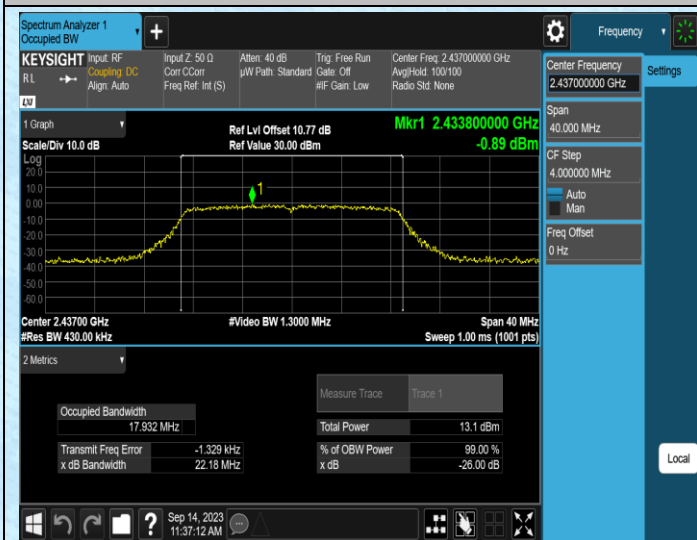 Spectrum Analyzer 1
Occupied BW
Frequency
KEYSIGHT
RL
LXI
Input: RF
Coupling: DC
Align: Auto
Input Z: 50 Ω
Corr CCorr
Freq Ref: Int (S)
Atten: 40 dB
µW Path: Standard
Trig: Free Run
Gate: Off
#IF Gain: Low
Center Freq: 2.437000000 GHz
Avg|Hold: 100/100
Radio Std: None
Center Frequency
2.437000000 GHz
Settings
Span
40.000 MHz
CF Step
4.000000 MHz
Auto
Man
Freq Offset
0 Hz
1 Graph
Scale/Div 10.0 dB
Ref Lvl Offset 10.77 dB
Ref Value 30.00 dBm
Mkr1 2.433800000 GHz
-0.89 dBm
Log
20.0
10.0
0.00
-10.0
-20.0
-30.0
-40.0
-50.0
-60.0
1
Center 2.43700 GHz
#Res BW 430.00 kHz
#Video BW 1.3000 MHz
Span 40 MHz
Sweep 1.00 ms (1001 pts)
2 Metrics
Measure Trace
Trace 1
Occupied Bandwidth
17.932 MHz
Total Power
13.1 dBm
Transmit Freq Error
-1.329 kHz
% of OBW Power
99.00 %
x dB Bandwidth
22.18 MHz
x dB
-26.00 dB
Local
?
Sep 14, 2023
11:37:12 AM